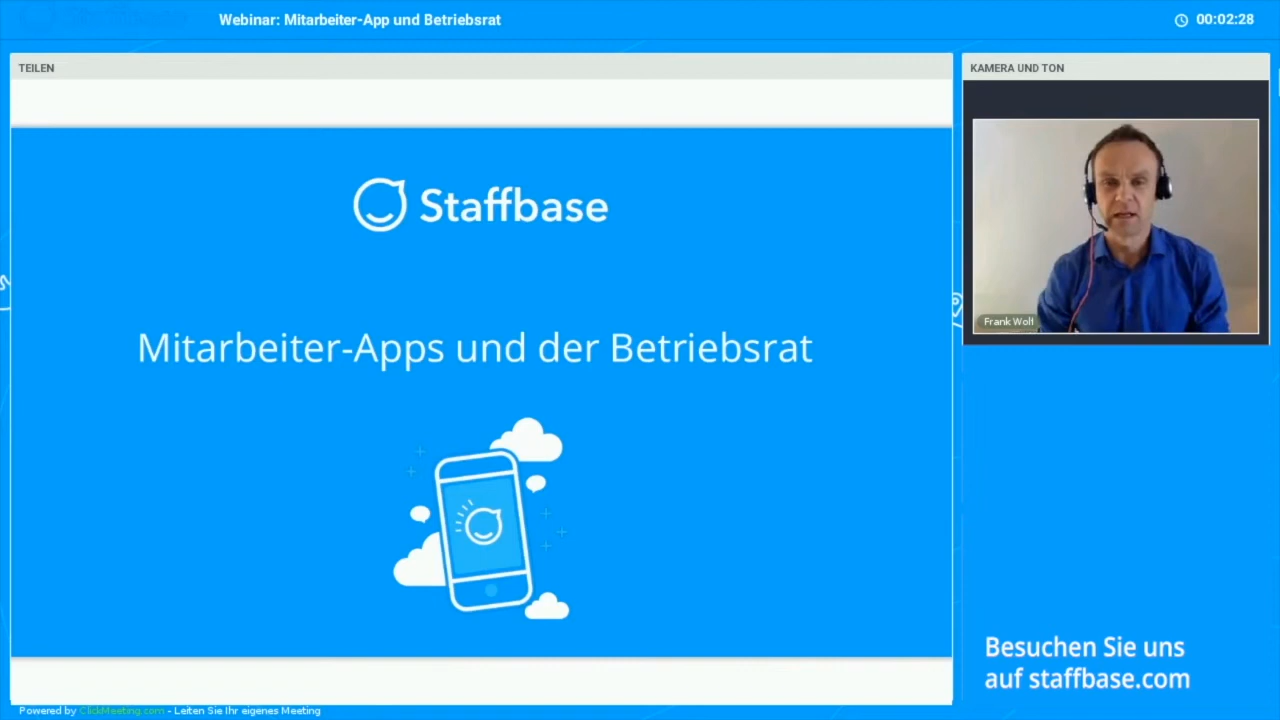 Webinar: Mitarbeiter-App und Betriebsrat
00:02:28
TEILEN
KAMERA UND TON
Staffbase
Mitarbeiter-Apps und der Betriebsrat
Frank Wolf
Besuchen Sie uns
auf staffbase.com
Powered by ClickMeeting.com - Leiten Sie Ihr eigenes Meeting